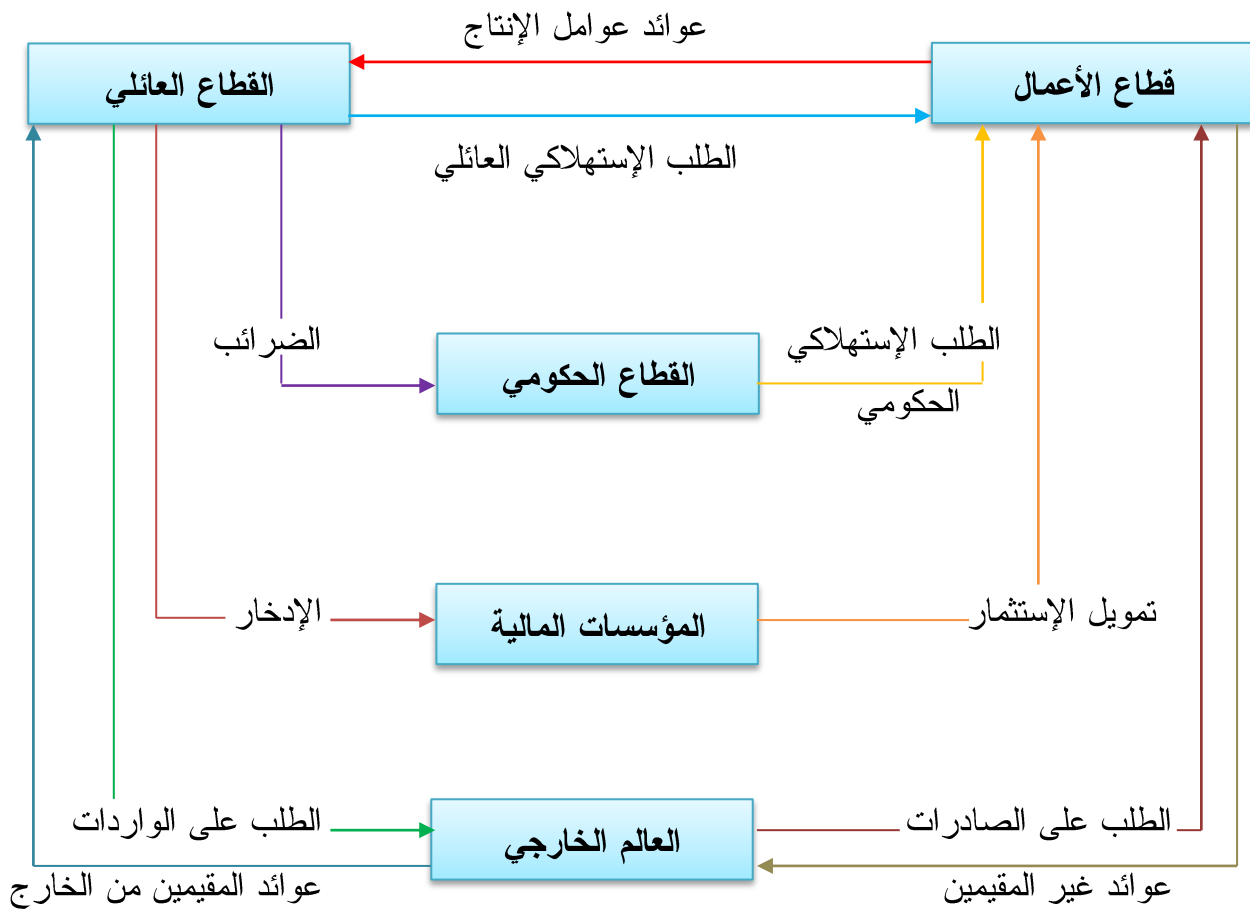 عوائد عوامل الإنتاج
قطاع الأعمال
القطاع العائلي
الطلب الإستهلاكي العائلي
الطلب الإستهلاكي
الحكومي
القطاع الحكومي
الضرائب
تمويل الإستثمار
المؤسسات المالية
الإدخار
الطلب على الصادرات
العالم الخارجي
الطلب على الواردات
عوائد غير المقيمين
عوائد المقيمين من الخارج